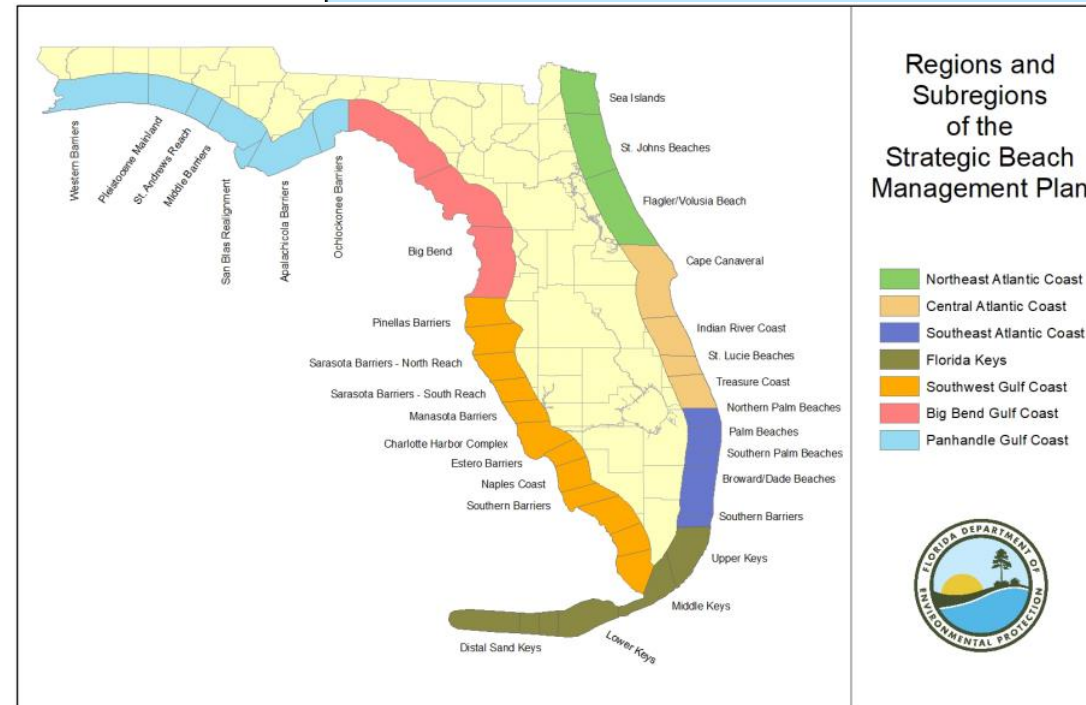 Regions and
Subregions
of the
Strategic Beach
Management Plan
Northeast Atlantic Coast
Central Atlantic Coast
Southeast Atlantic Coast
Florida Keys
Southwest Gulf Coast
Big Bend Gulf Coast
Panhandle Gulf Coast
FLORIDA DEPARTMENT OF
ENVIRONMENTAL PROTECTION
Western Barriers
Pleistocene Mainland
St. Andrews Reach
Middle Barriers
San Blas Realignment
Apalachicola Barriers
Ochlockonee Barriers
Big Bend
Pinellas Barriers
Sarasota Barriers - North Reach
Sarasota Barriers - South Reach
Manasota Barriers
Charlotte Harbor Complex
Estero Barriers
Naples Coast
Southern Barriers
Sea Islands
St. Johns Beaches
Flagler/Volusia Beach
Cape Canaveral
Indian River Coast
St. Lucie Beaches
Treasure Coast
Northern Palm Beaches
Palm Beaches
Southern Palm Beaches
Broward/Dade Beaches
Southern Barriers
Upper Keys
Middle Keys
Lower Keys
Distal Sand Keys